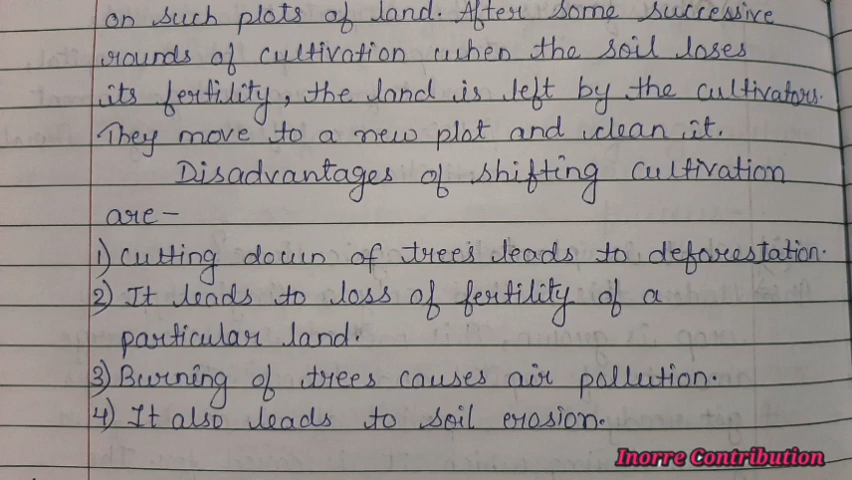 on such plots of land. After some successive
rounds of cultivation when the soil loses
its fertility, the land is left by the cultivators.
They move to a new plot and clean it.
Disadvantages of shifting cultivation
are-
1) Cutting down of trees leads to deforestation.
2) It leads to loss of fertility of a
particular land.
3) Burning of trees causes air pollution.
4) It also leads to soil erosion.
Inorre Contribution